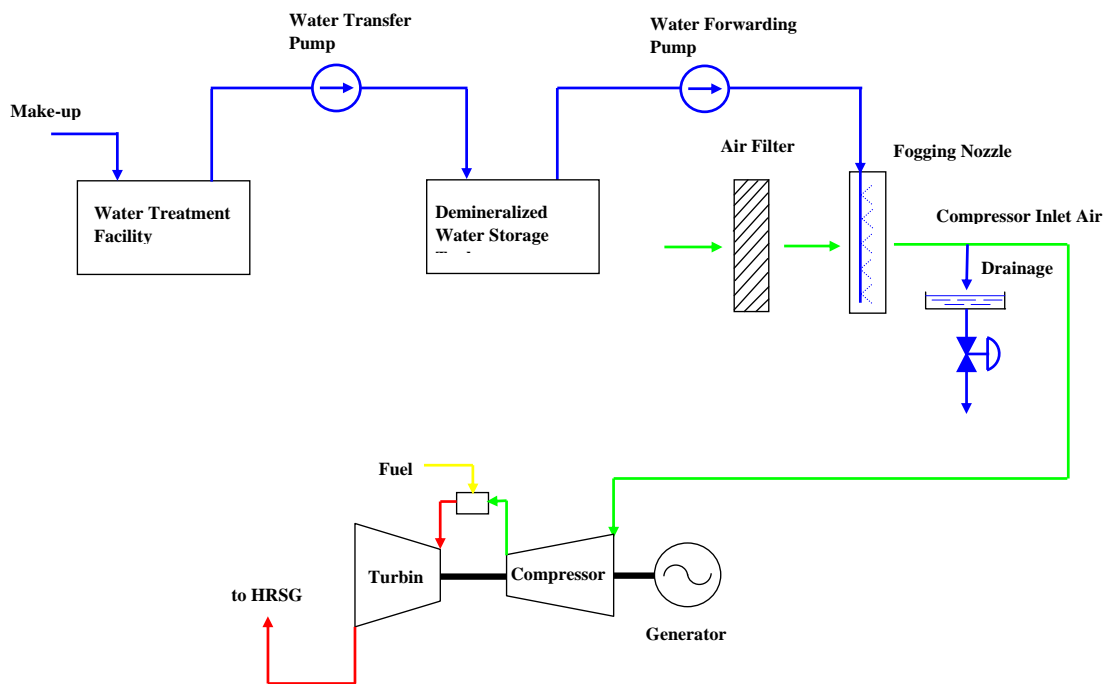 Water Transfer
Pump
Water Forwarding
Pump
Make-up
Air Filter
Fogging Nozzle
Water Treatment
Facility
Demineralized
Water Storage
Compressor Inlet Air
Drainage
Fuel
Turbin
Compressor
to HRSG
Generator